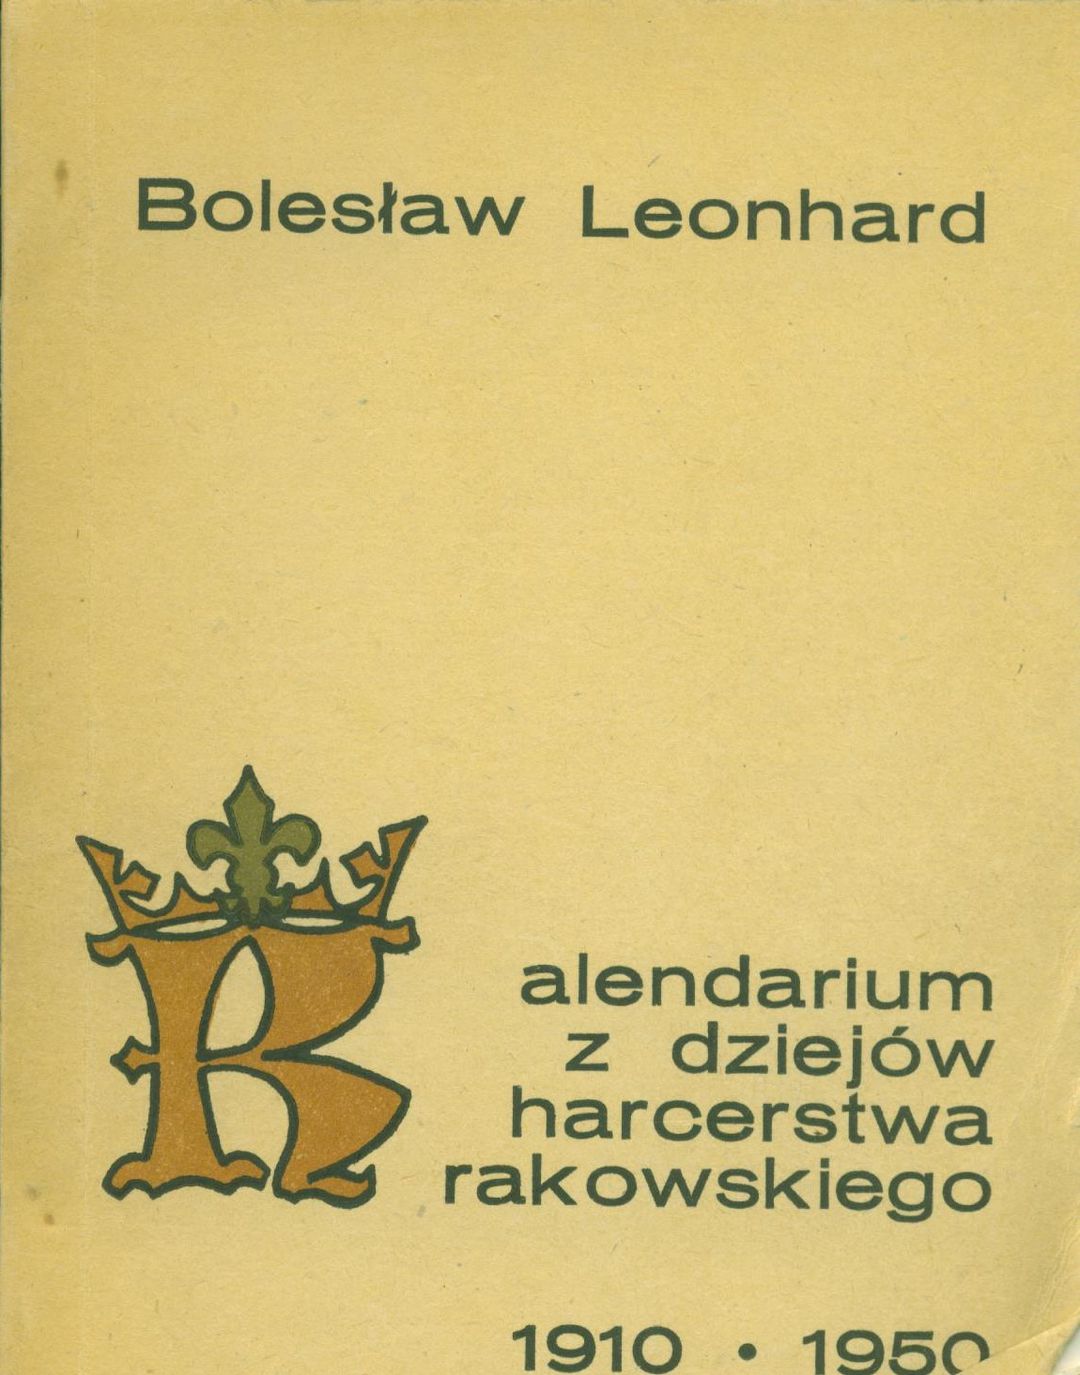 Bolesław Leonhard
Kalendarium
z dziejów
harcerstwa
rakowskiego
1910 • 1950